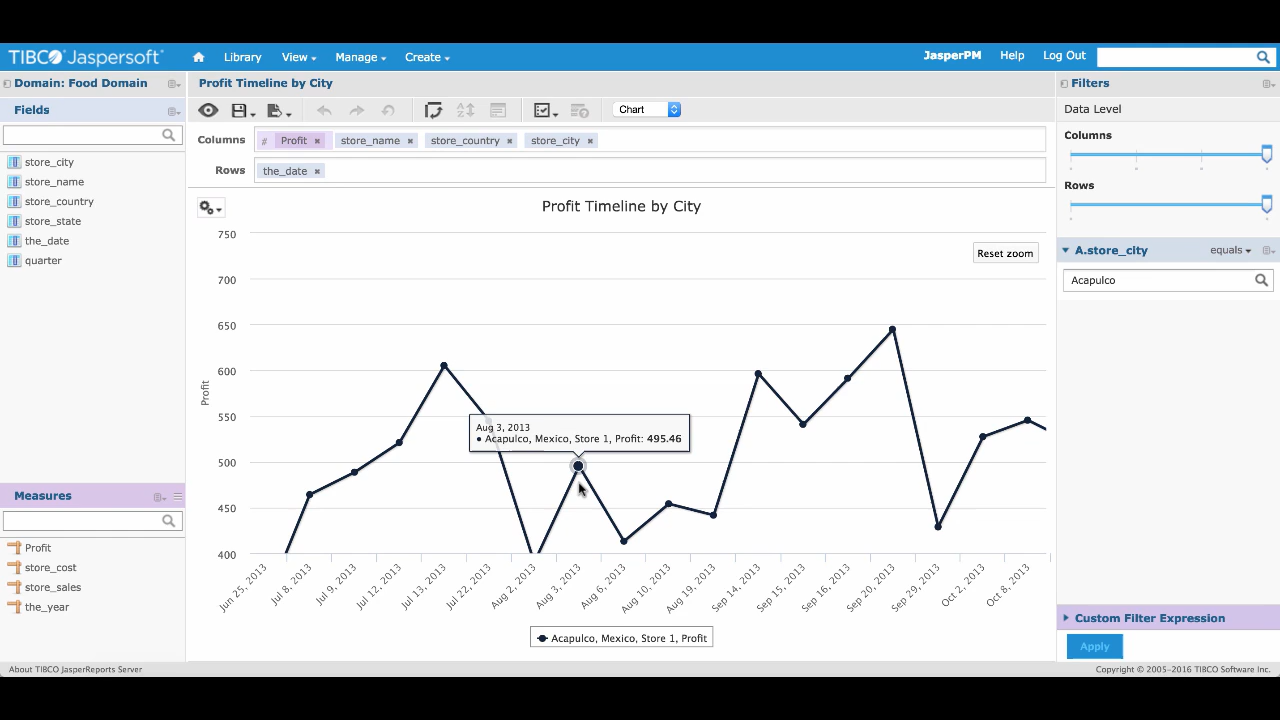 TIBCO Jaspersoft Library View Manage Create JasperPM Help Log Out
Domain: Food Domain
Fields
store_city
store_name
store_country
store_state
the_date
quarter
Measures
Profit
store_cost
store_sales
the_year
Profit Timeline by City
Chart
Columns # Profit × store_name × store_country × store_city ×
Rows the_date ×
Profit Timeline by City
Reset zoom
750
700
650
600
550
500
450
400
Profit
Aug 3, 2013
• Acapulco, Mexico, Store 1, Profit: 495.46
Jun 25, 2013
Jul 8, 2013
Jul 9, 2013
Jul 12, 2013
Jul 13, 2013
Jul 22, 2013
Aug 2, 2013
Aug 3, 2013
Aug 6, 2013
Aug 10, 2013
Aug 19, 2013
Sep 14, 2013
Sep 15, 2013
Sep 16, 2013
Sep 20, 2013
Sep 29, 2013
Oct 2, 2013
Oct 8, 2013
Acapulco, Mexico, Store 1, Profit
Filters
Data Level
Columns
Rows
A.store_city equals
Acapulco
Custom Filter Expression
Apply
About TIBCO JasperReports Server
Copyright © 2005-2016 TIBCO Software Inc.